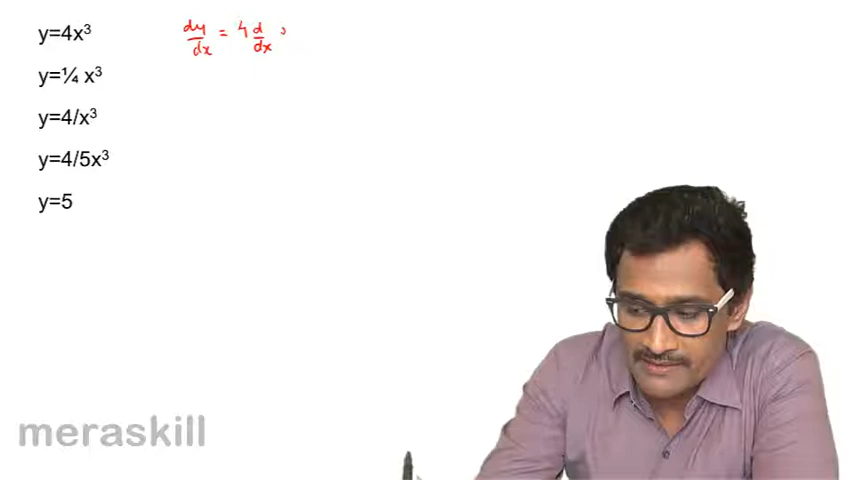 y=4x³ dy/dx = 4 d/dx
y=¼ x³
y=4/x³
y=4/5x³
y=5
meraskill